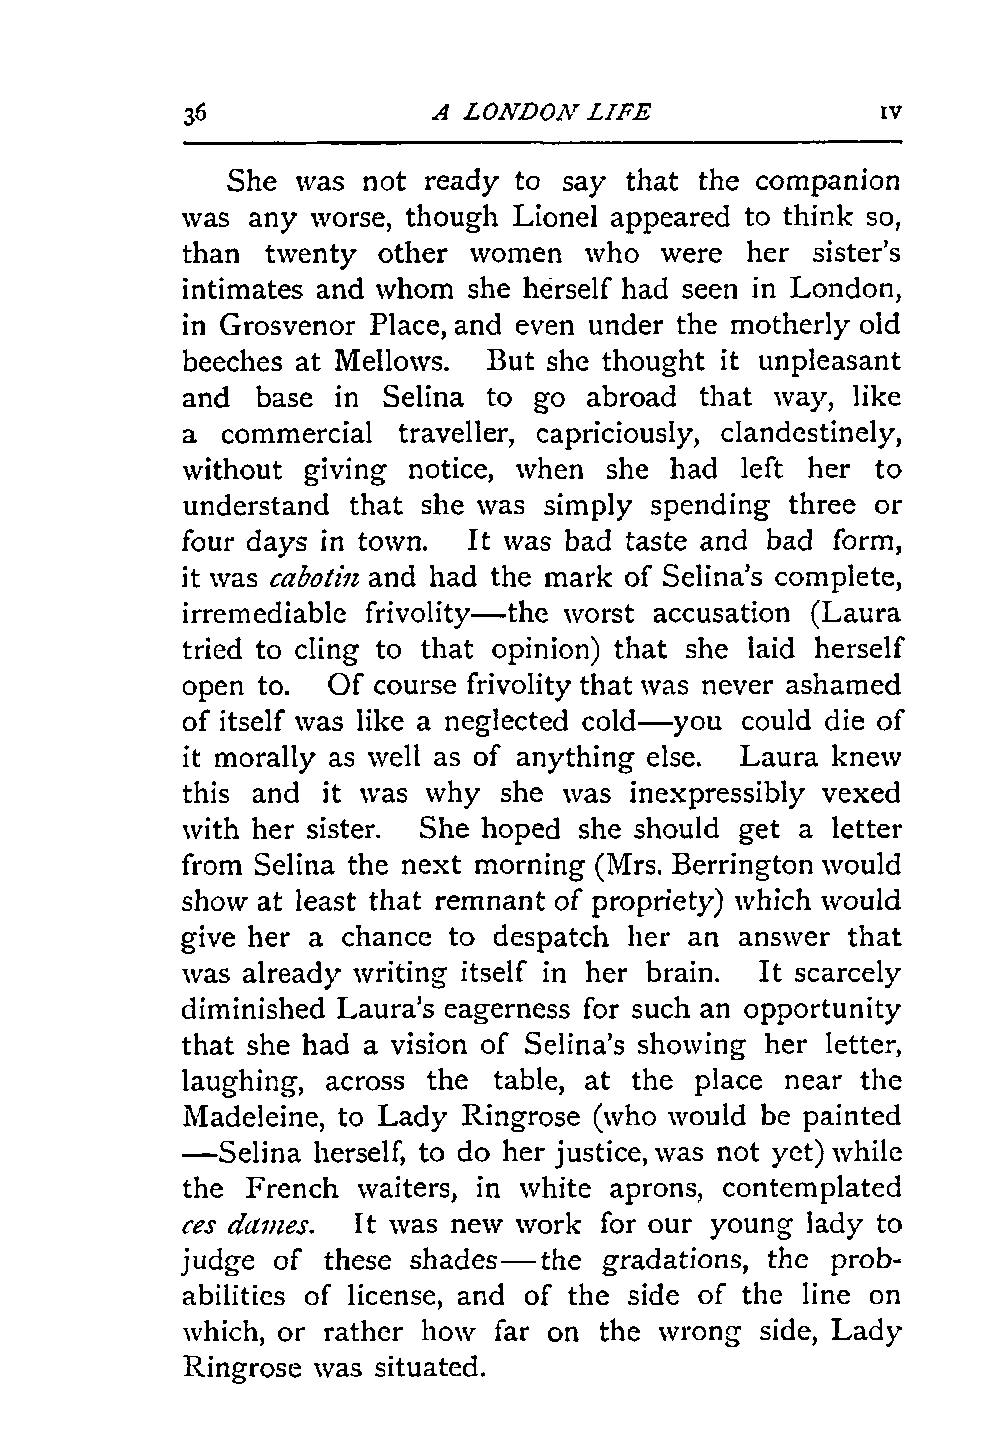 36 A LONDON LIFE IV
She was not ready to say that the companion
was any worse, though Lionel appeared to think so,
than twenty other women who were her sister's
intimates and whom she herself had seen in London,
in Grosvenor Place, and even under the motherly old
beeches at Mellows. But she thought it unpleasant
and base in Selina to go abroad that way, like
a commercial traveller, capriciously, clandestinely,
without giving notice, when she had left her to
understand that she was simply spending three or
four days in town. It was bad taste and bad form,
it was cabotin and had the mark of Selina's complete,
irremediable frivolity—the worst accusation (Laura
tried to cling to that opinion) that she laid herself
open to. Of course frivolity that was never ashamed
of itself was like a neglected cold—you could die of
it morally as well as of anything else. Laura knew
this and it was why she was inexpressibly vexed
with her sister. She hoped she should get a letter
from Selina the next morning (Mrs. Berrington would
show at least that remnant of propriety) which would
give her a chance to despatch her an answer that
was already writing itself in her brain. It scarcely
diminished Laura's eagerness for such an opportunity
that she had a vision of Selina's showing her letter,
laughing, across the table, at the place near the
Madeleine, to Lady Ringrose (who would be painted
—Selina herself, to do her justice, was not yet) while
the French waiters, in white aprons, contemplated
ces dames. It was new work for our young lady to
judge of these shades—the gradations, the prob-
abilities of license, and of the side of the line on
which, or rather how far on the wrong side, Lady
Ringrose was situated.